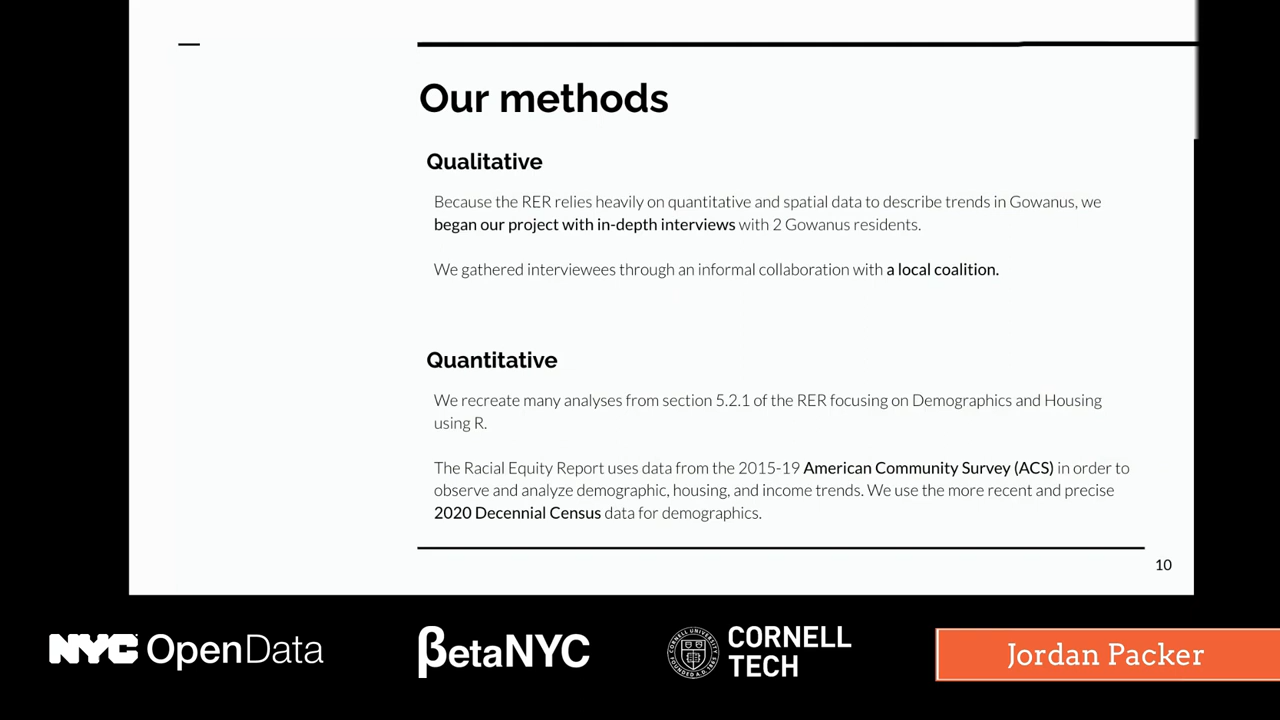 Our methods
Qualitative
Because the RER relies heavily on quantitative and spatial data to describe trends in Gowanus, we
began our project with in-depth interviews with 2 Gowanus residents.
We gathered interviewees through an informal collaboration with a local coalition.
Quantitative
We recreate many analyses from section 5.2.1 of the RER focusing on Demographics and Housing
using R.
The Racial Equity Report uses data from the 2015-19 American Community Survey (ACS) in order to
observe and analyze demographic, housing, and income trends. We use the more recent and precise
2020 Decennial Census data for demographics.
10
NYC OpenData
βetaNYC
CORNELL
TECH
Jordan Packer